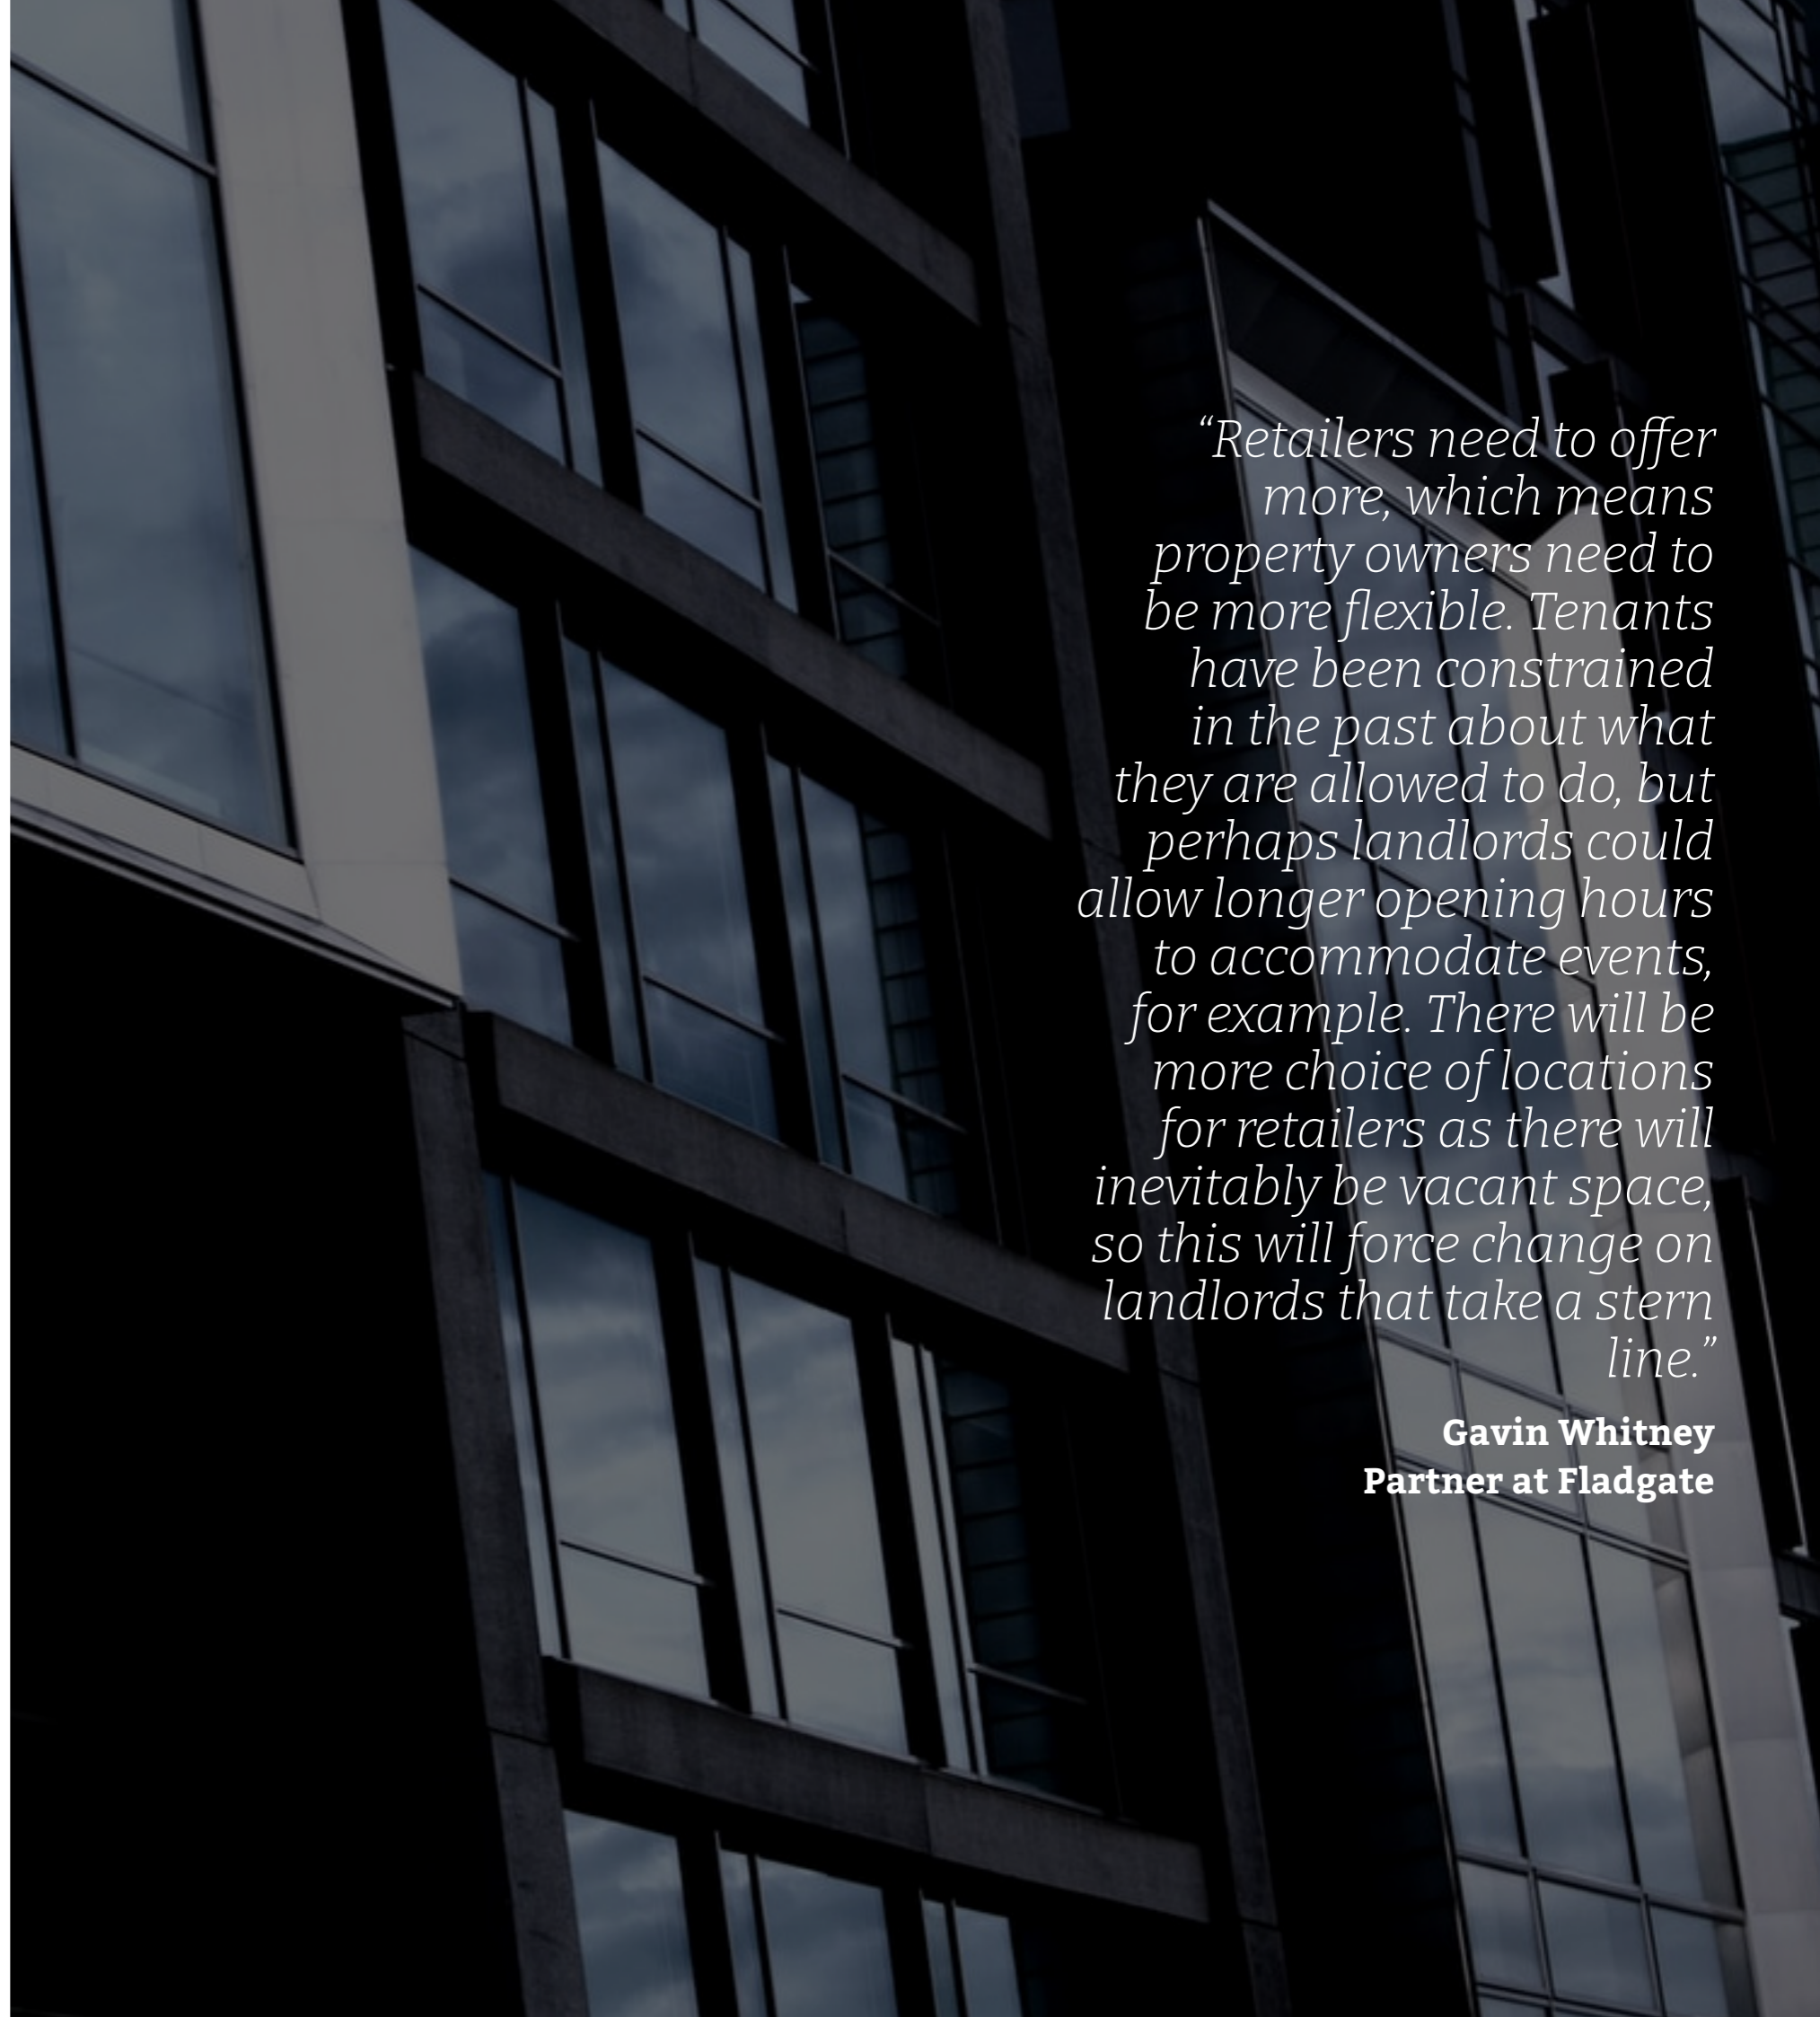 “Retailers need to offer
more, which means
property owners need to
be more flexible. Tenants
have been constrained
in the past about what
they are allowed to do, but
perhaps landlords could
allow longer opening hours
to accommodate events,
for example. There will be
more choice of locations
for retailers as there will
inevitably be vacant space,
so this will force change on
landlords that take a stern
line.”
Gavin Whitney
Partner at Fladgate